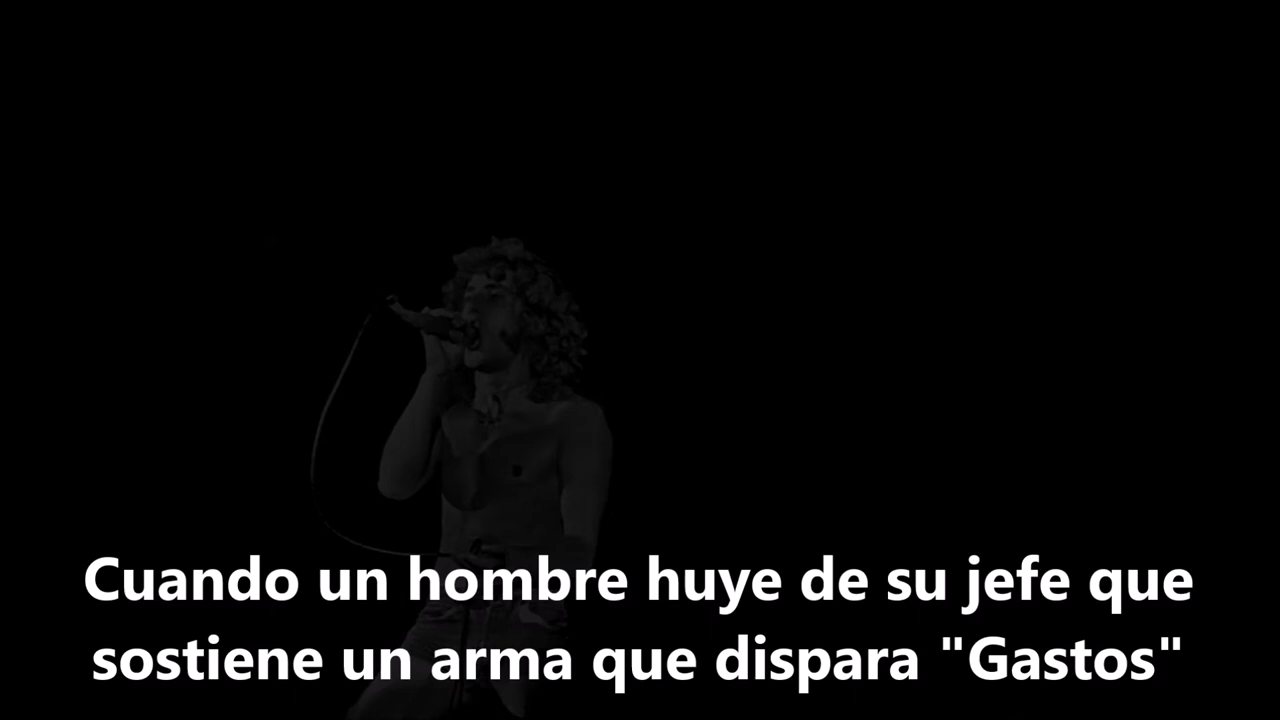 Cuando un hombre huye de su jefe que
sostiene un arma que dispara "Gastos"